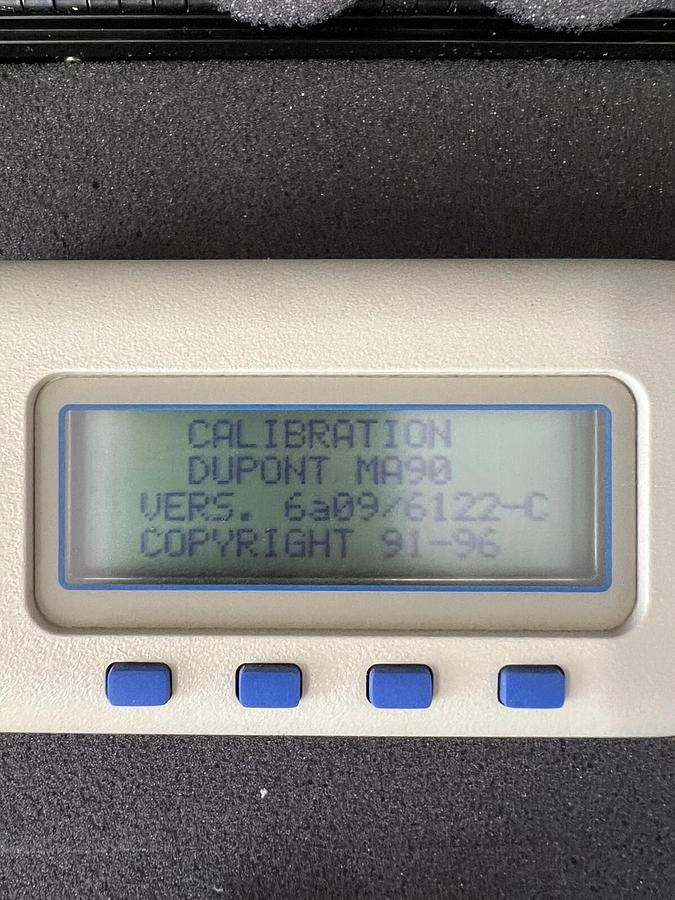 CALIBRATION
DUPONT MA90
VERS. 6a09/6122-C
COPYRIGHT 91-96